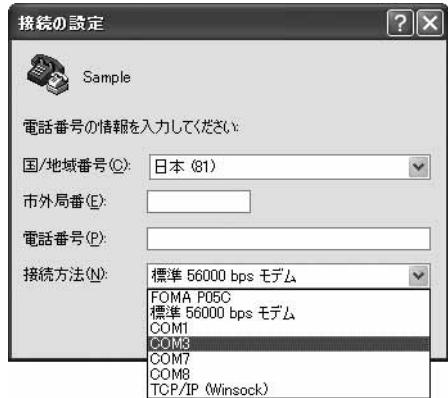 接続の設定
Sample
電話番号の情報を入力してください:
国/地域番号(C):
日本 (81)
市外局番(E):
電話番号(P):
接続方法(N):
標準 56000 bps モデム
FOMA P05C
標準 56000 bps モデム
COM1
COM3
COM7
COM8
TCP/IP (Winsock)